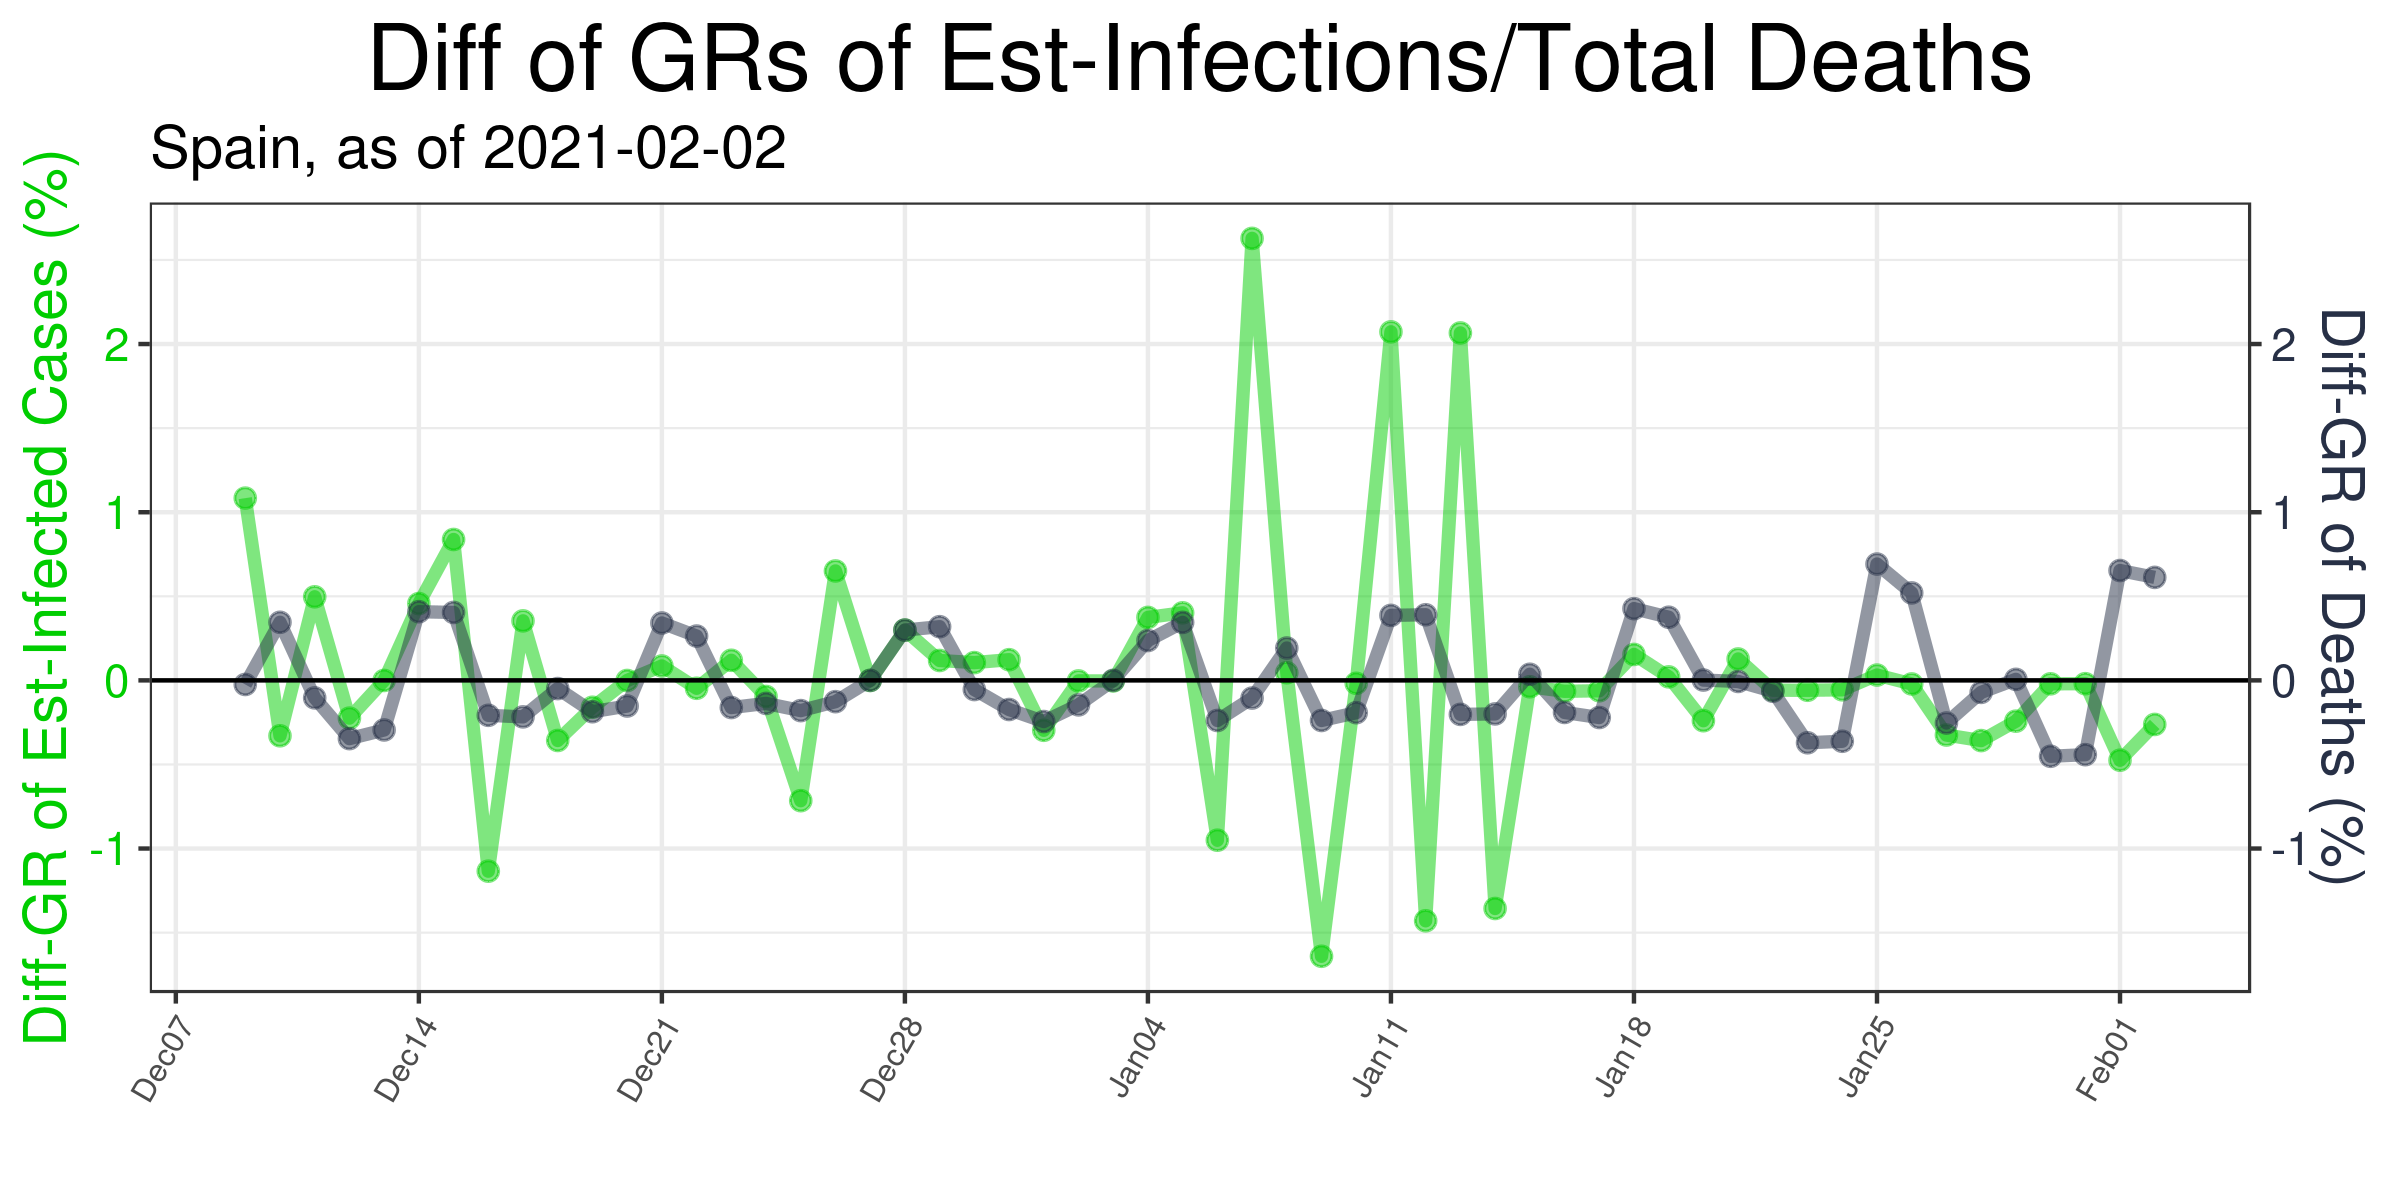 Diff of GRs of Est-Infections/Total Deaths
Spain, as of 2021-02-02
Diff-GR of Est-Infected Cases (%)
2
1
0
-1
2
1
0
-1
Diff-GR of Deaths (%)
Dec07
Dec14
Dec21
Dec28
Jan04
Jan11
Jan18
Jan25
Feb01